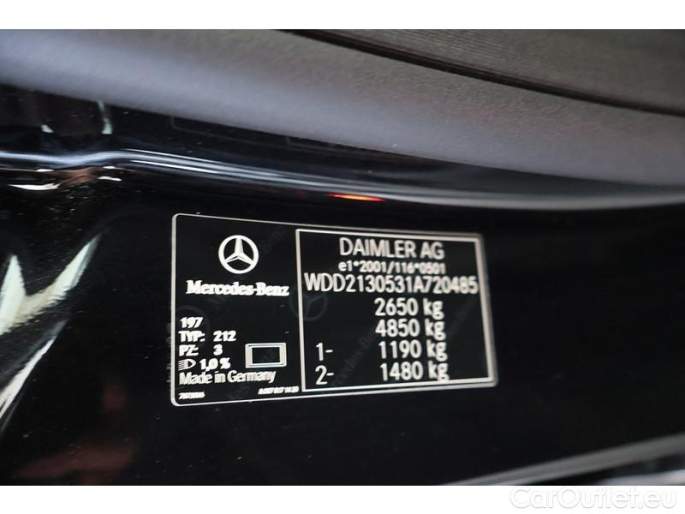 DAIMLER AG
e1*2001/116*0501
WDD2130531A720485
2650 kg
4850 kg
1- 1190 kg
2- 1480 kg
Mercedes-Benz
197
TYP: 212
PZ: 3
1,0 %
Made in Germany
CarOutlet.eu